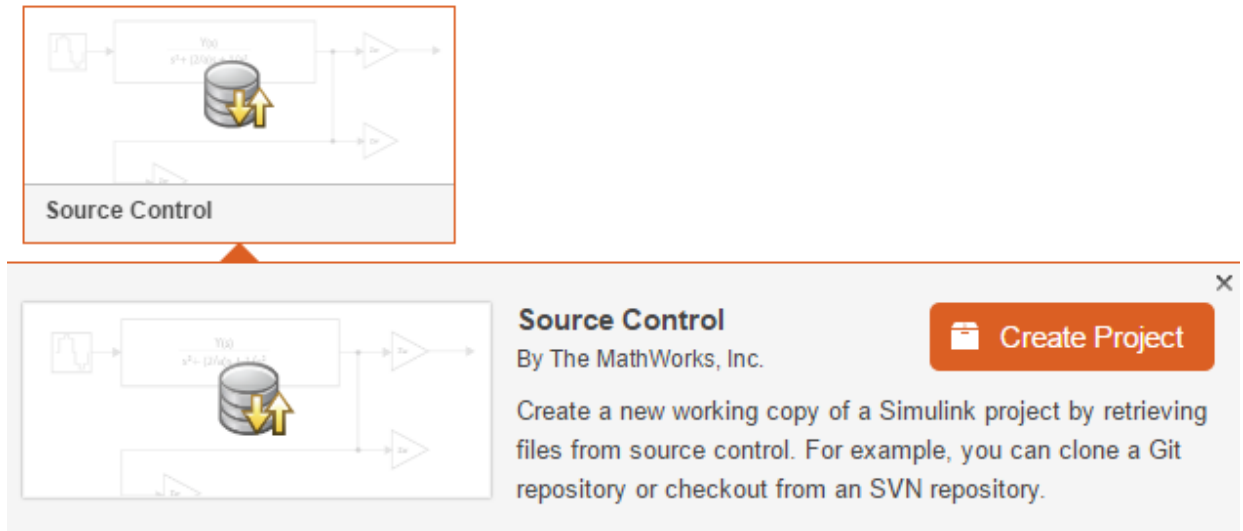 Source Control
Source Control
By The MathWorks, Inc.
Create Project
Create a new working copy of a Simulink project by retrieving
files from source control. For example, you can clone a Git
repository or checkout from an SVN repository.